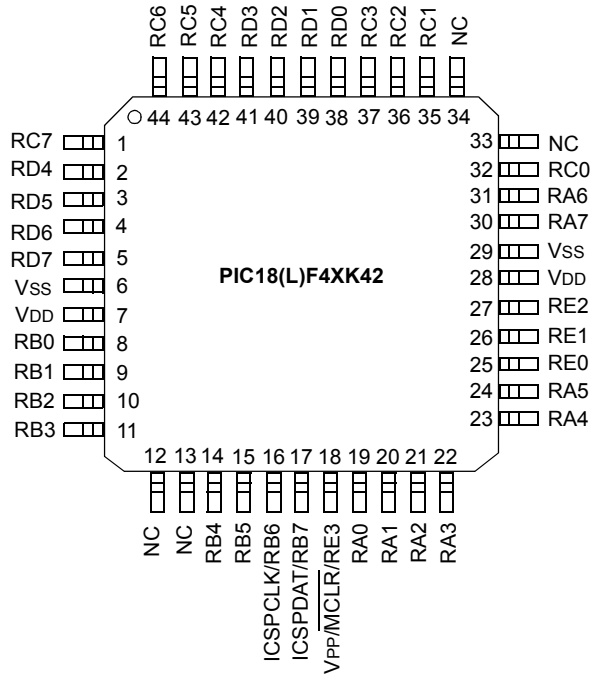 RC6
RC5
RC4
RD3
RD2
RD1
RD0
RC3
RC2
RC1
NC
44 43 42 41 40 39 38 37 36 35 34
RC7 1
RD4 2
RD5 3
RD6 4
RD7 5
VSS 6
VDD 7
RB0 8
RB1 9
RB2 10
RB3 11
PIC18(L)F4XK42
33 NC
32 RC0
31 RA6
30 RA7
29 VSS
28 VDD
27 RE2
26 RE1
25 RE0
24 RA5
23 RA4
12 13 14 15 16 17 18 19 20 21 22
NC
NC
RB4
RB5
ICSPCLK/RB6
ICSPDAT/RB7
VPP/MCLR/RE3
RA0
RA1
RA2
RA3